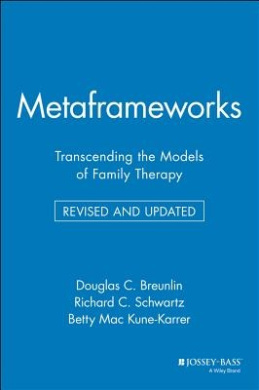 Metaframeworks
Transcending the Models
of Family Therapy
REVISED AND UPDATED
Douglas C. Breunlin
Richard C. Schwartz
Betty Mac Kune-Karrer
JOSSEY-BASS
A Wiley Brand